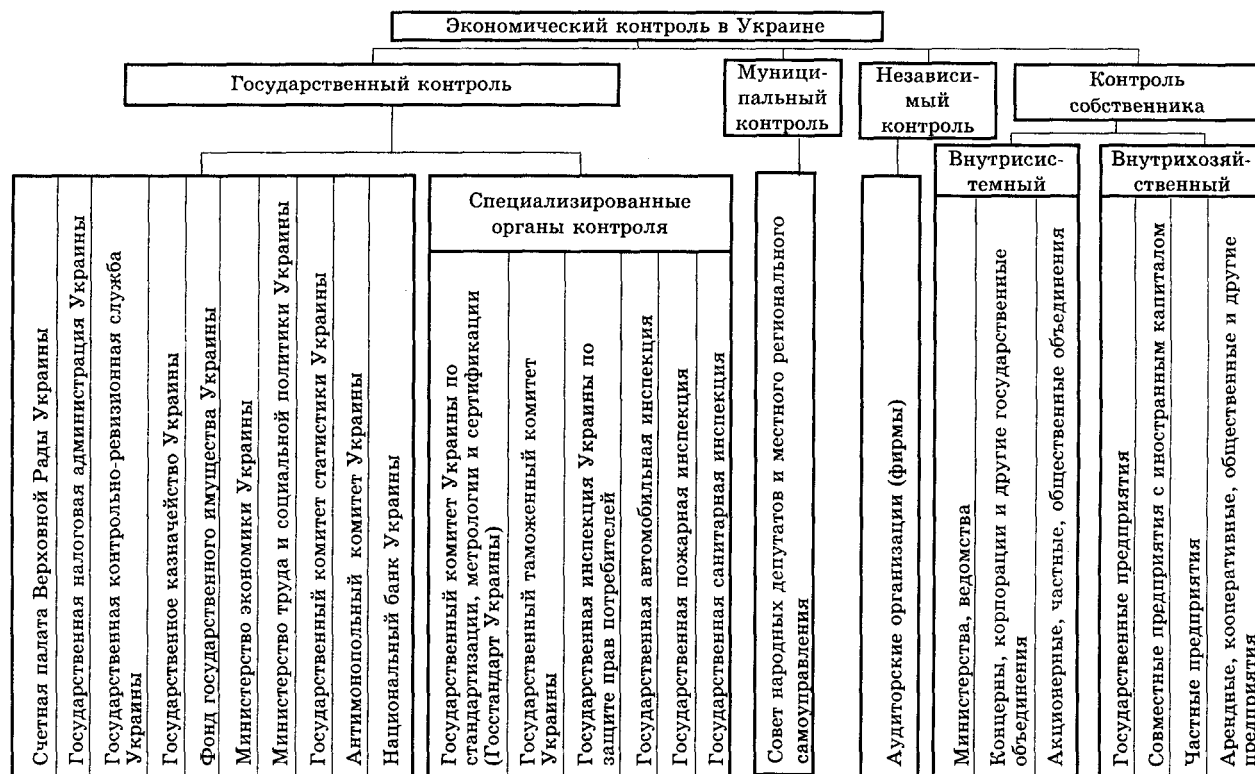 Экономический контроль в Украине
Государственный контроль
Муници-
пальный
контроль
Независи-
мый
контроль
Контроль
собственника
Внутрисис-
темный
Внутрихозяй-
ственный
Специализированные
органы контроля
Счетная палата Верховной Рады Украины
Государственная налоговая администрация Украины
Государственная контрольно-ревизионная служба
Украины
Государственное казначейство Украины
Фонд государственного имущества Украины
Министерство экономики Украины
Министерство труда и социальной политики Украины
Государственный комитет статистики Украины
Антимонопольный комитет Украины
Национальный банк Украины
Государственный комитет Украины по
стандартизации, метрологии и сертификации
(Госстандарт Украины)
Государственный таможенный комитет
Украины
Государственная инспекция Украины по
защите прав потребителей
Государственная автомобильная инспекция
Государственная пожарная инспекция
Государственная санитарная инспекция
Совет народных депутатов и местного регионального
самоуправления
Аудиторские организации (фирмы)
Министерства, ведомства
Концерны, корпорации и другие государственные
объединения
Акционерные, частные, общественные объединения
Государственные предприятия
Совместные предприятия с иностранным капиталом
Частные предприятия
Арендные, кооперативные, общественные и другие
предприятия